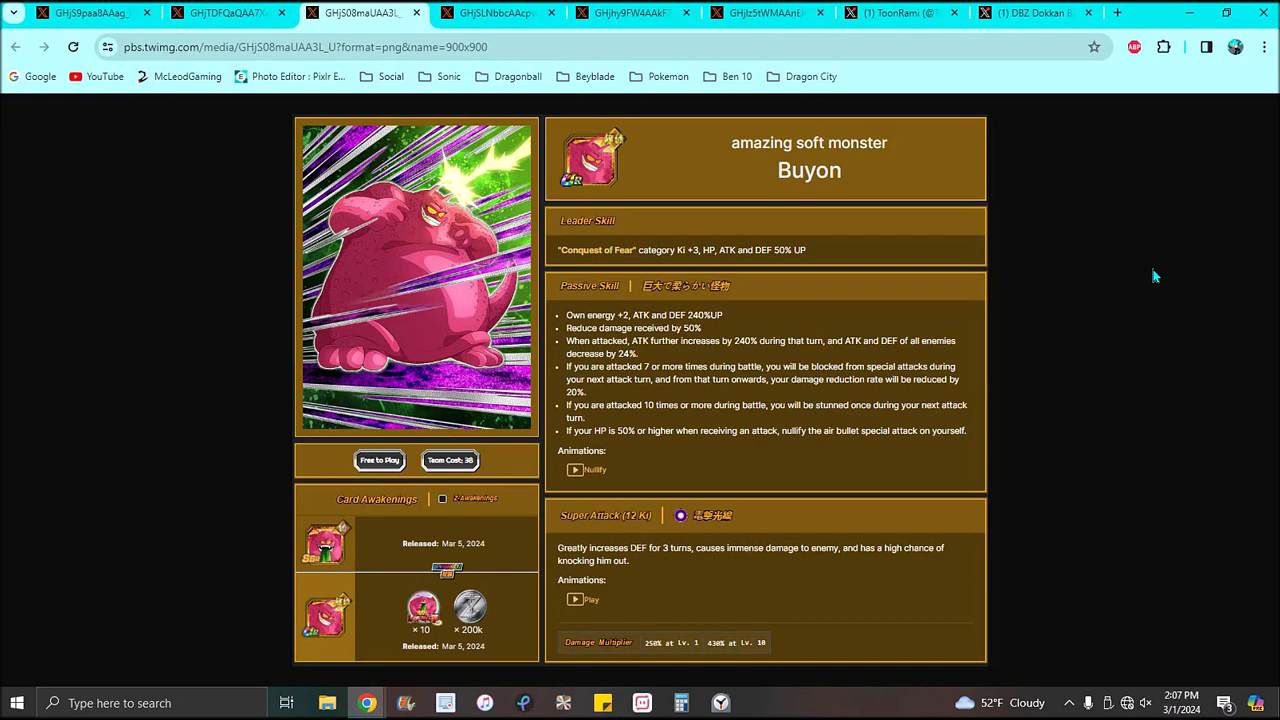 GHjS9paa8AAag_
GHjTDFQaQAA7X
GHjS08maUAA3L_
GHjSLNbbcAAcpv
GHjhy9FW4AAkF7
GHjIz5tWMAAnEI
(1) ToonRami (@T
(1) DBZ Dokkan B
pbs.twimg.com/media/GHjS08maUAA3L_U?format=png&name=900x900
ABP
Google
YouTube
McLeodGaming
Photo Editor : Pixlr E...
Social
Sonic
Dragonball
Beyblade
Pokemon
Ben 10
Dragon City
amazing soft monster
Buyon
Leader Skill
"Conquest of Fear" category Ki +3, HP, ATK and DEF 50% UP
Passive Skill 巨大で柔らかい怪物
Own energy +2, ATK and DEF 240%UP
Reduce damage received by 50%
When attacked, ATK further increases by 240% during that turn, and ATK and DEF of all enemies
decrease by 24%.
If you are attacked 7 or more times during battle, you will be blocked from special attacks during
your next attack turn, and from that turn onwards, your damage reduction rate will be reduced by
20%.
If you are attacked 10 times or more during battle, you will be stunned once during your next attack
turn.
If your HP is 50% or higher when receiving an attack, nullify the air bullet special attack on yourself.
Animations:
Nullify
Free to Play
Team Cost: 38
Card Awakenings
Z-Awakenings
Released: Mar 5, 2024
× 10
× 200k
Released: Mar 5, 2024
Super Attack (12 Ki) 電撃光線
Greatly increases DEF for 3 turns, causes immense damage to enemy, and has a high chance of
knocking him out.
Animations:
Play
Damage Multiplier 250% at Lv. 1 430% at Lv. 10
Type here to search
52°F Cloudy
2:07 PM
3/1/2024
3